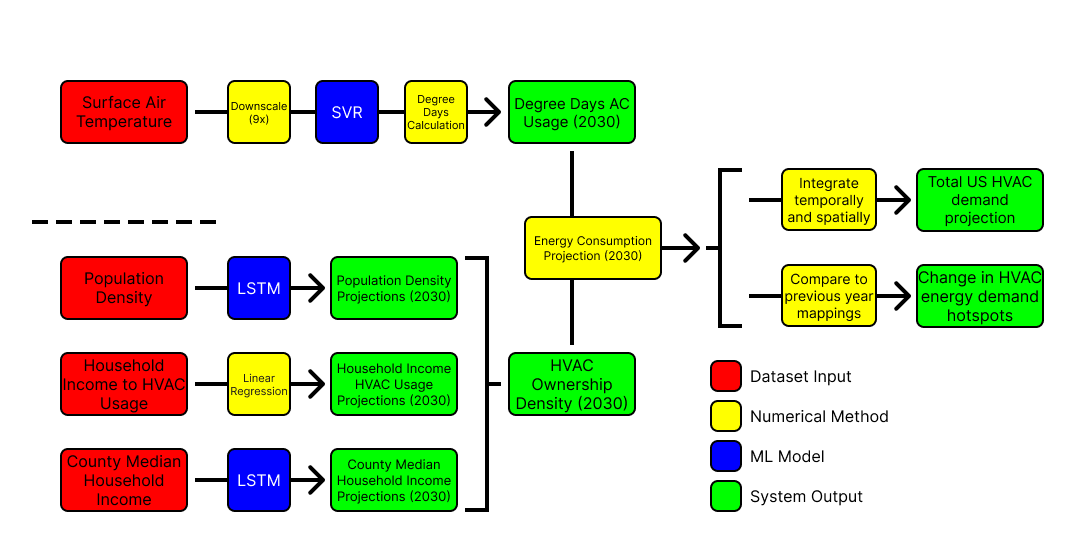 Surface Air
Temperature
Downscale
(9x)
SVR
Degree
Days
Calculation
Degree Days AC
Usage (2030)
Population
Density
LSTM
Population Density
Projections (2030)
Household
Income to HVAC
Usage
Linear
Regression
Household Income
HVAC Usage
Projections (2030)
County Median
Household
Income
LSTM
County Median
Household Income
Projections (2030)
HVAC
Ownership
Density (2030)
Energy Consumption
Projection (2030)
Integrate
temporally
and spatially
Total US HVAC
demand
projection
Compare to
previous year
mappings
Change in HVAC
energy demand
hotspots
Dataset Input
Numerical Method
ML Model
System Output